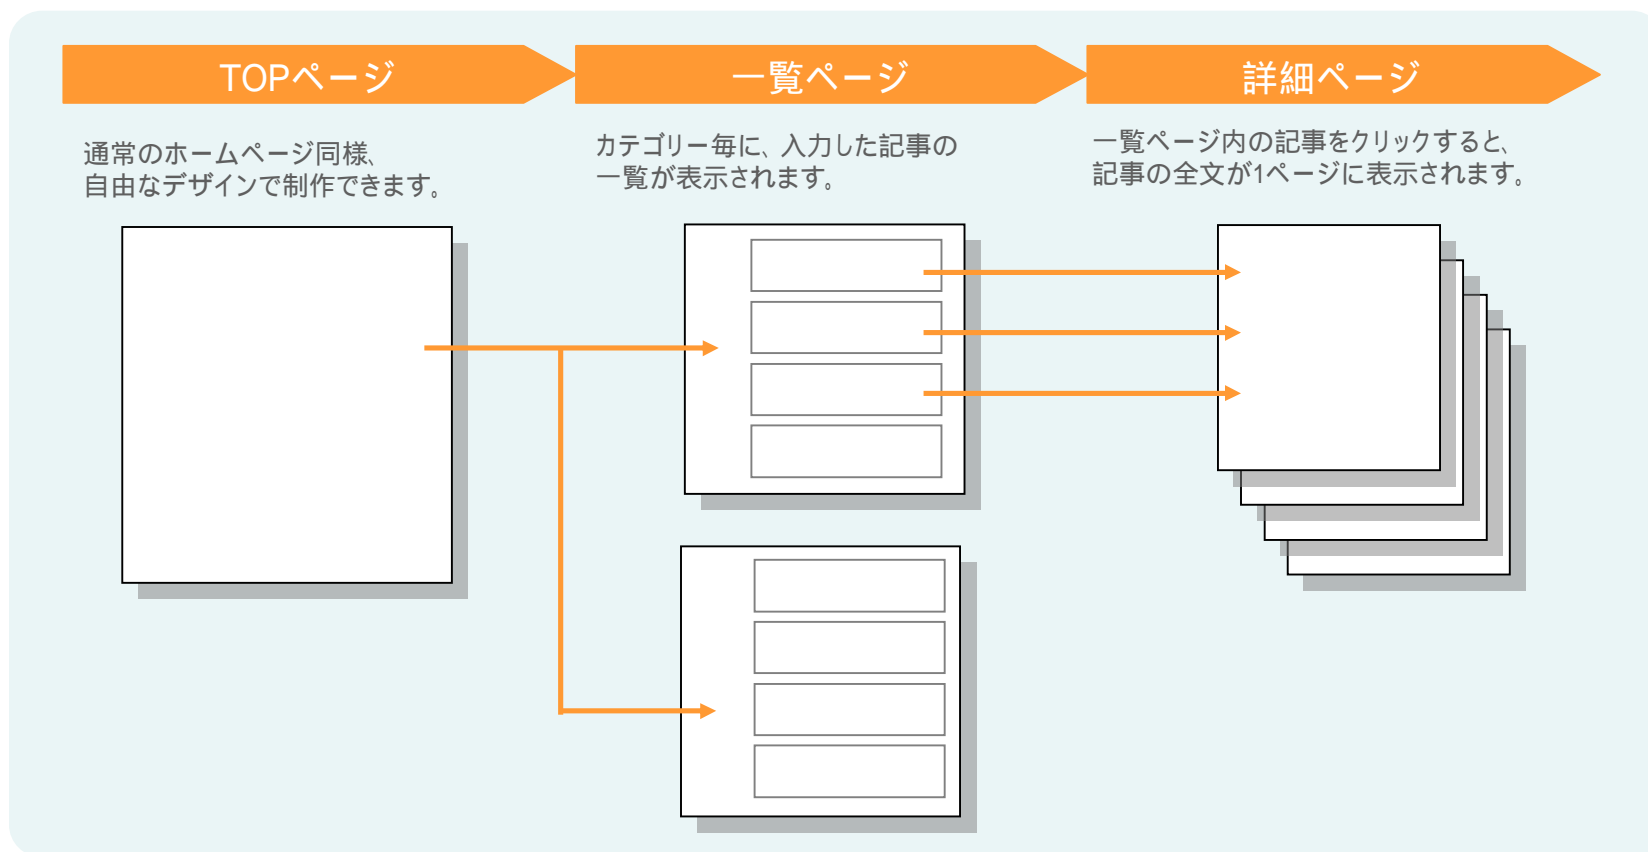 TOPページ
一覧ページ
詳細ページ
通常のホームページ同様、
自由なデザインで制作できます。
カテゴリー毎に、入力した記事の
一覧が表示されます。
一覧ページ内の記事をクリックすると、
記事の全文が1ページに表示されます。